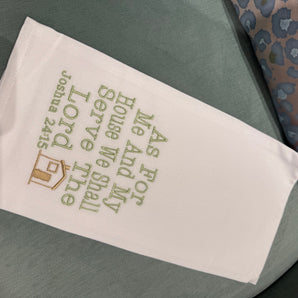 As For
Me And My
House We Shall
Serve The
Lord
Joshua 24:15